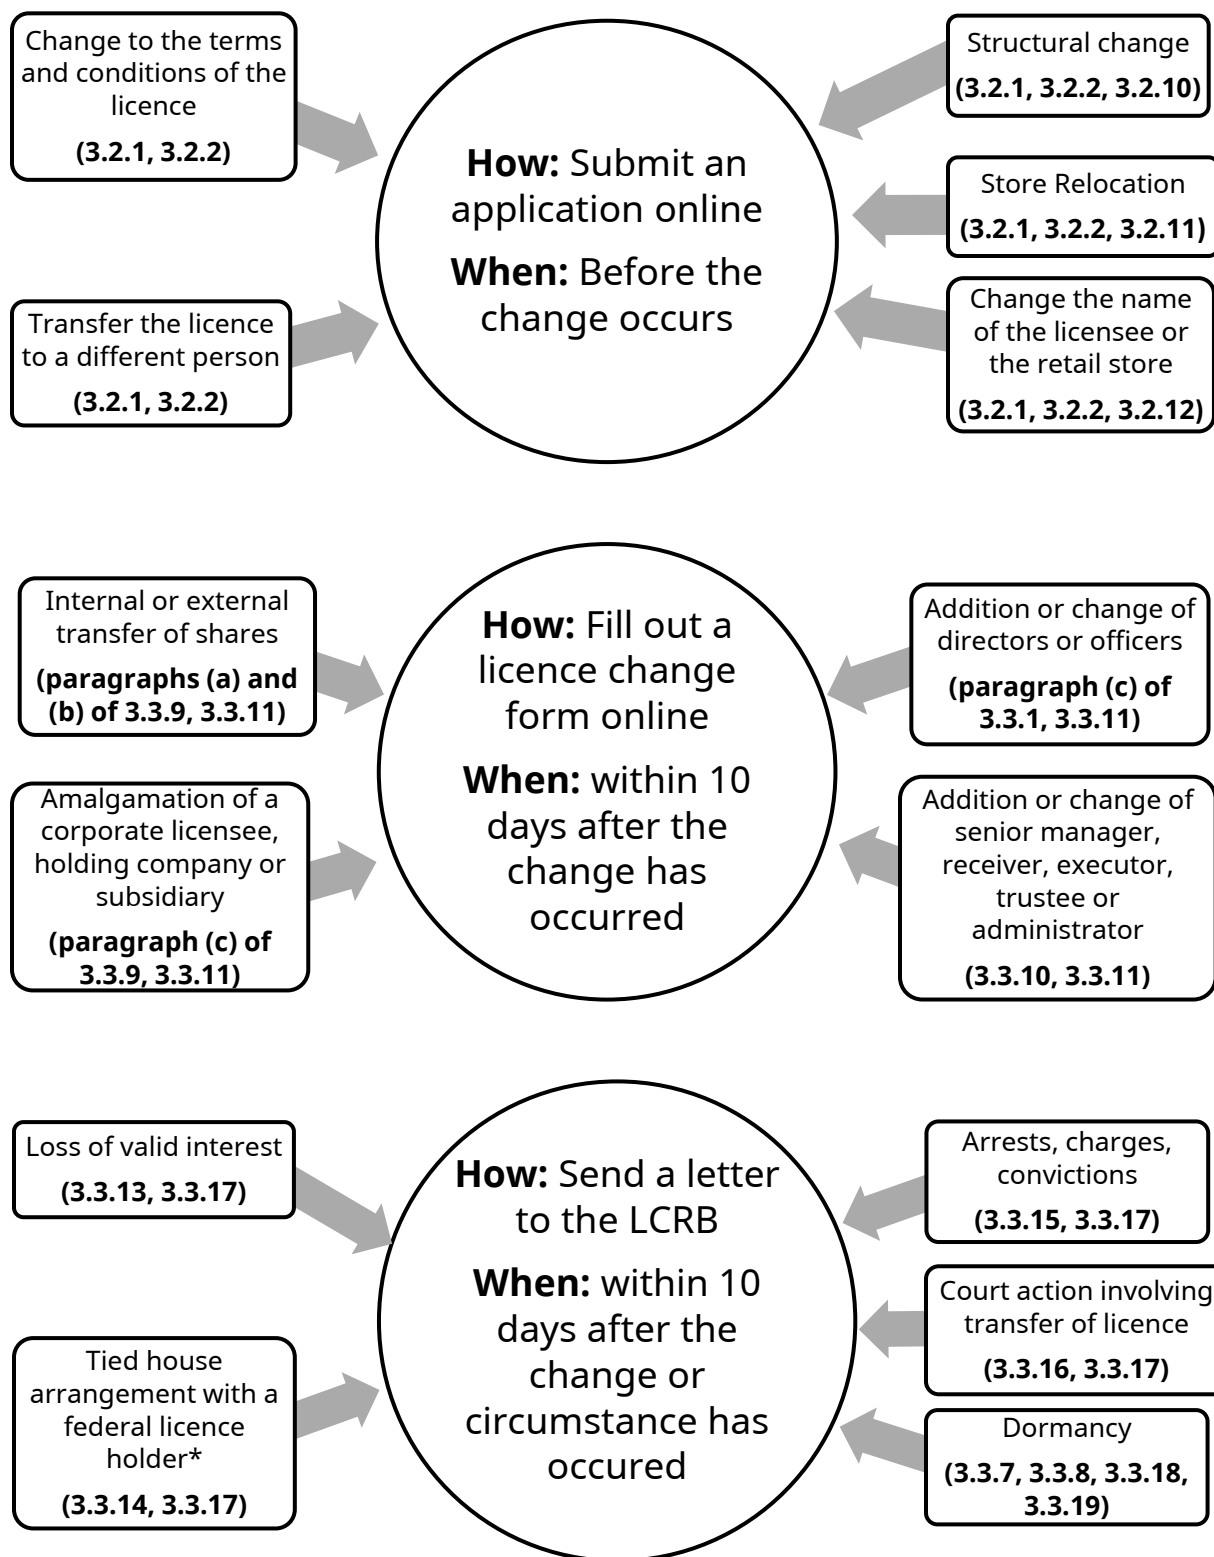 Change to the terms
and conditions of the
licence
(3.2.1, 3.2.2)
Transfer the licence
to a different person
(3.2.1, 3.2.2)
How: Submit an
application online
When: Before the
change occurs
Structural change
(3.2.1, 3.2.2, 3.2.10)
Store Relocation
(3.2.1, 3.2.2, 3.2.11)
Change the name
of the licensee or
the retail store
(3.2.1, 3.2.2, 3.2.12)
Internal or external
transfer of shares
(paragraphs (a) and
(b) of 3.3.9, 3.3.11)
Amalgamation of a
corporate licensee,
holding company or
subsidiary
(paragraph (c) of
3.3.9, 3.3.11)
How: Fill out a
licence change
form online
When: within 10
days after the
change has
occurred
Addition or change of
directors or officers
(paragraph (c) of
3.3.1, 3.3.11)
Addition or change of
senior manager,
receiver, executor,
trustee or
administrator
(3.3.10, 3.3.11)
Loss of valid interest
(3.3.13, 3.3.17)
Tied house
arrangement with a
federal licence
holder*
(3.3.14, 3.3.17)
How: Send a letter
to the LCRB
When: within 10
days after the
change or
circumstance has
occured
Arrests, charges,
convictions
(3.3.15, 3.3.17)
Court action involving
transfer of licence
(3.3.16, 3.3.17)
Dormancy
(3.3.7, 3.3.8, 3.3.18,
3.3.19)